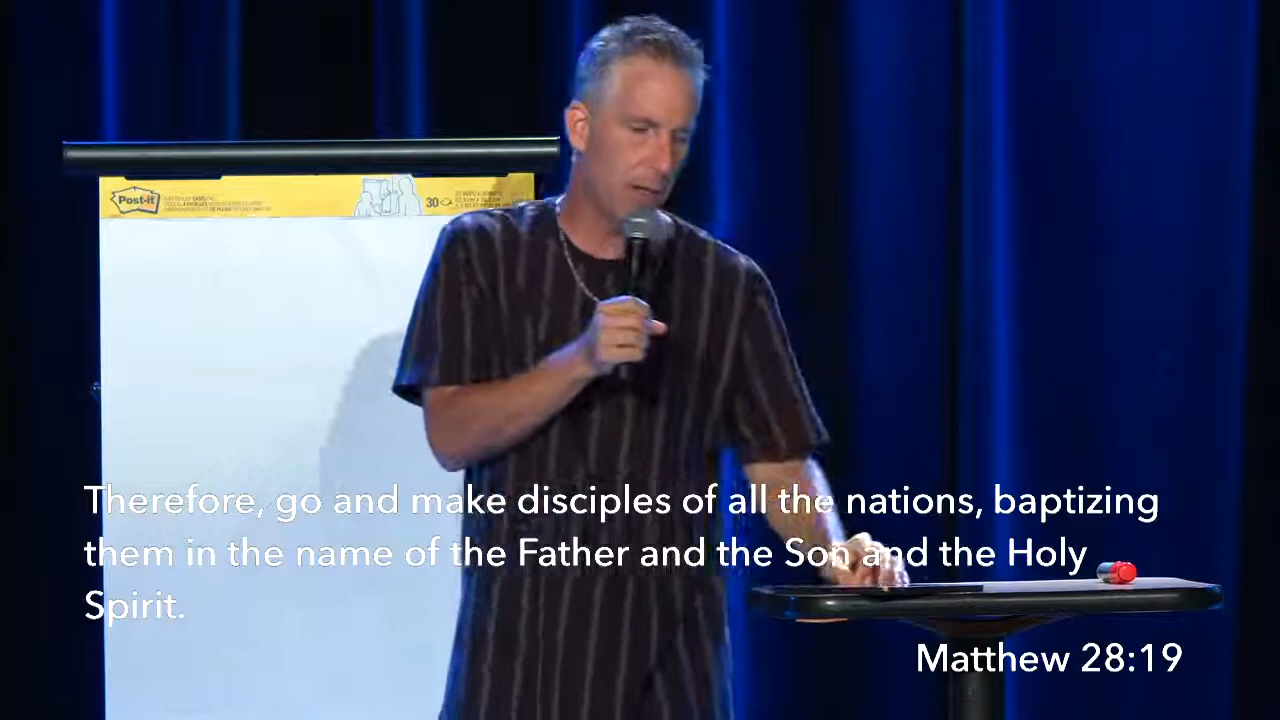 Post-it
30
Therefore, go and make disciples of all the nations, baptizing
them in the name of the Father and the Son and the Holy
Spirit.
Matthew 28:19